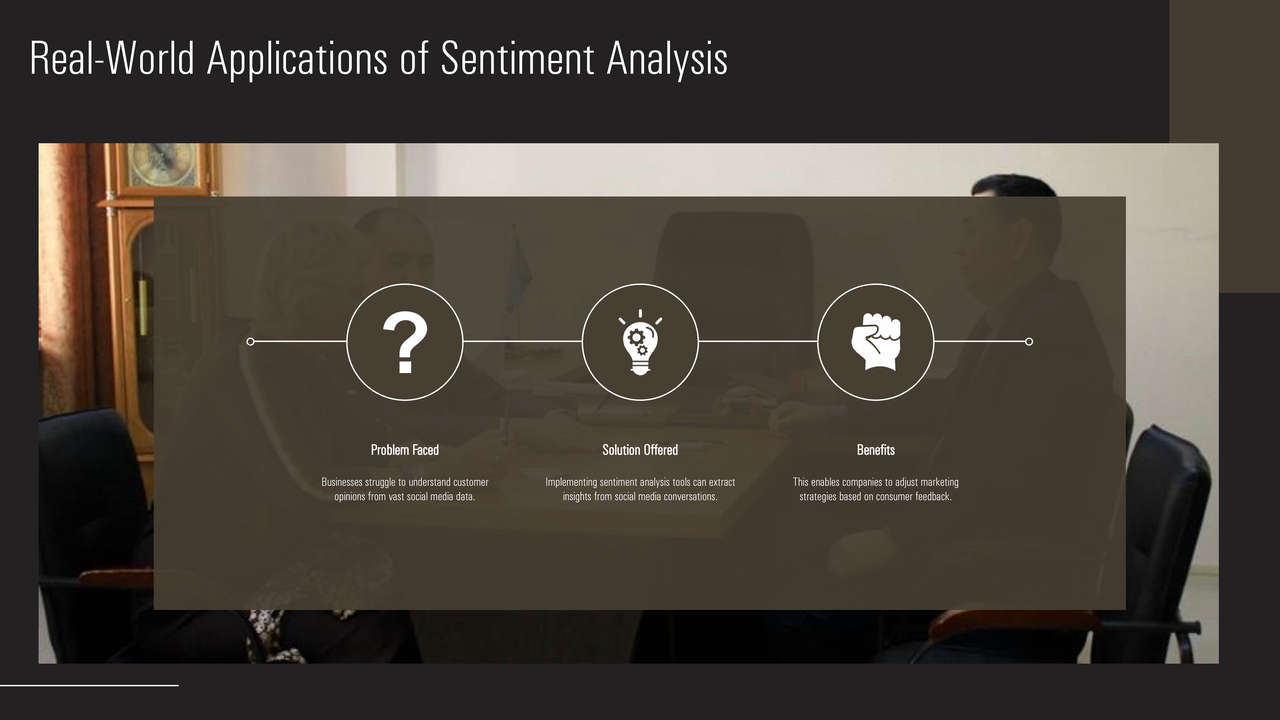 Real-World Applications of Sentiment Analysis
Problem Faced
Businesses struggle to understand customer
opinions from vast social media data.
Solution Offered
Implementing sentiment analysis tools can extract
insights from social media conversations.
Benefits
This enables companies to adjust marketing
strategies based on consumer feedback.